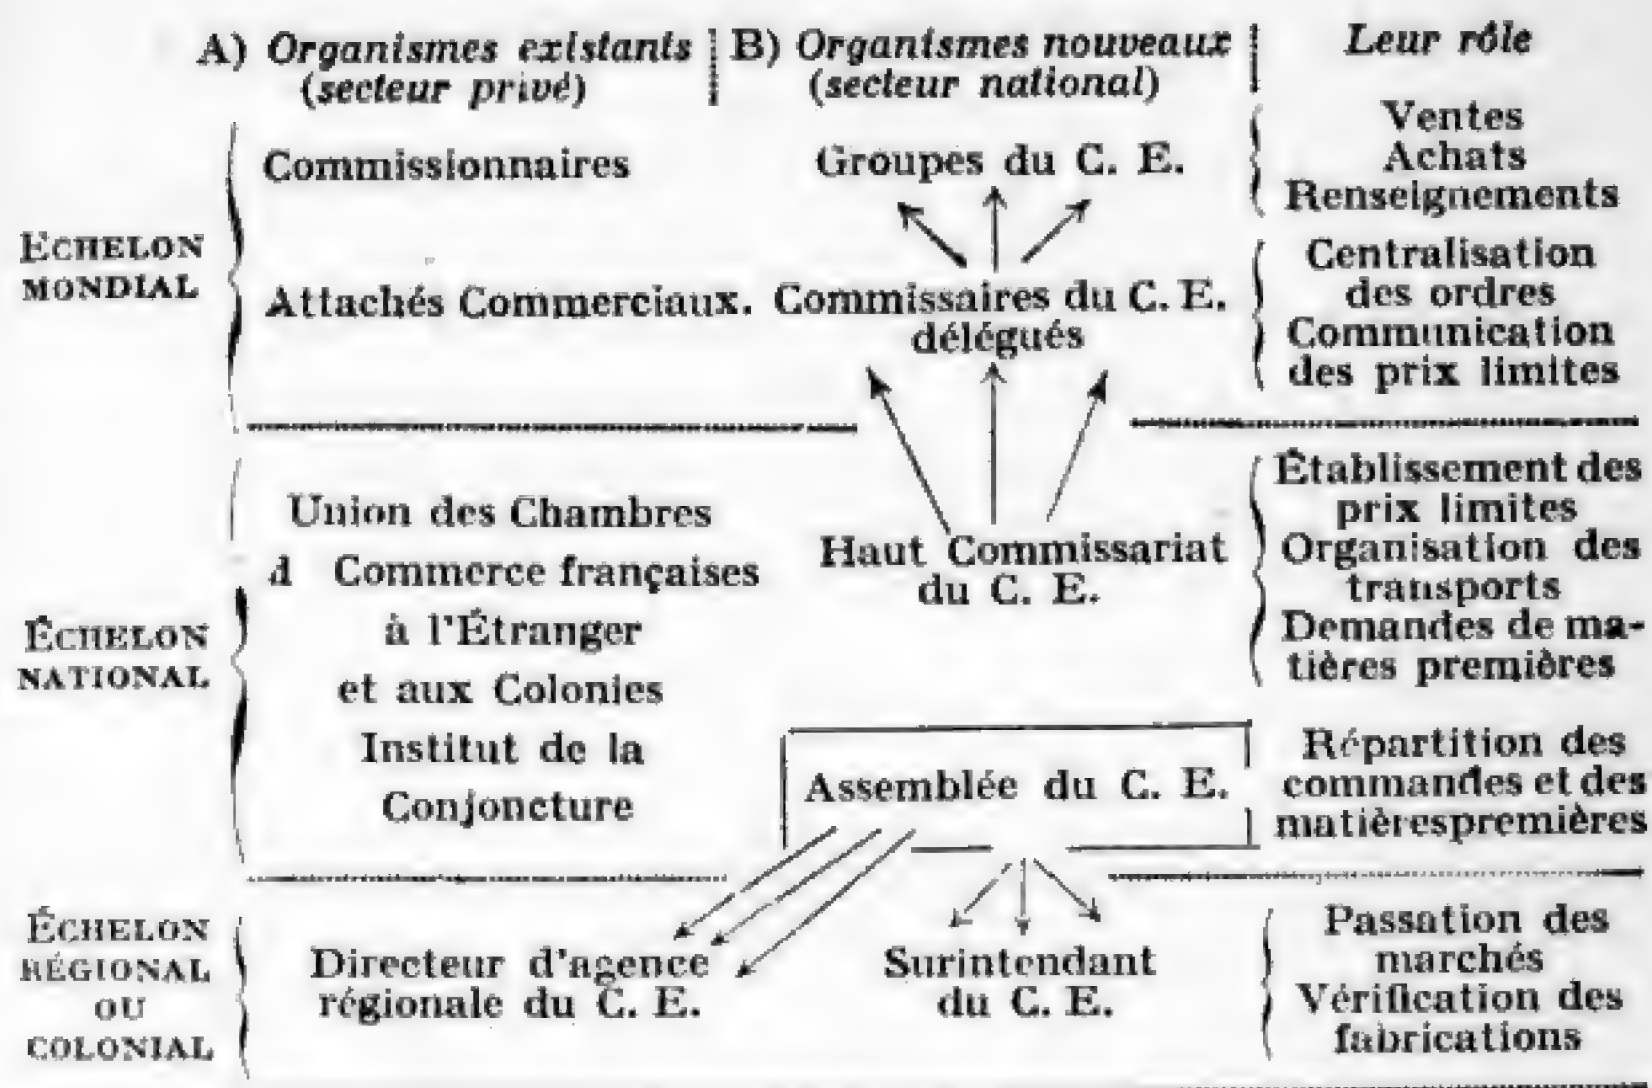 A) Organismes existants
(secteur privé)
B) Organismes nouveaux
(secteur national)
Leur rôle
ÉCHELON
MONDIAL
Commissionnaires
Groupes du C. E.
Ventes
Achats
Renseignements
Attachés Commerciaux.
Commissaires du C. E.
délégués
Centralisation
des ordres
Communication
des prix limites
ÉCHELON
NATIONAL
Union des Chambres
d Commerce françaises
à l'Étranger
et aux Colonies
Institut de la
Conjoncture
Haut Commissariat
du C. E.
Établissement des
prix limites
Organisation des
transports
Demandes de ma-
tières premières
Assemblée du C. E.
Répartition des
commandes et des
matièrespremières
ÉCHELON
RÉGIONAL
OU
COLONIAL
Directeur d'agence
régionale du C. E.
Surintendant
du C. E.
Passation des
marchés
Vérification des
fabrications